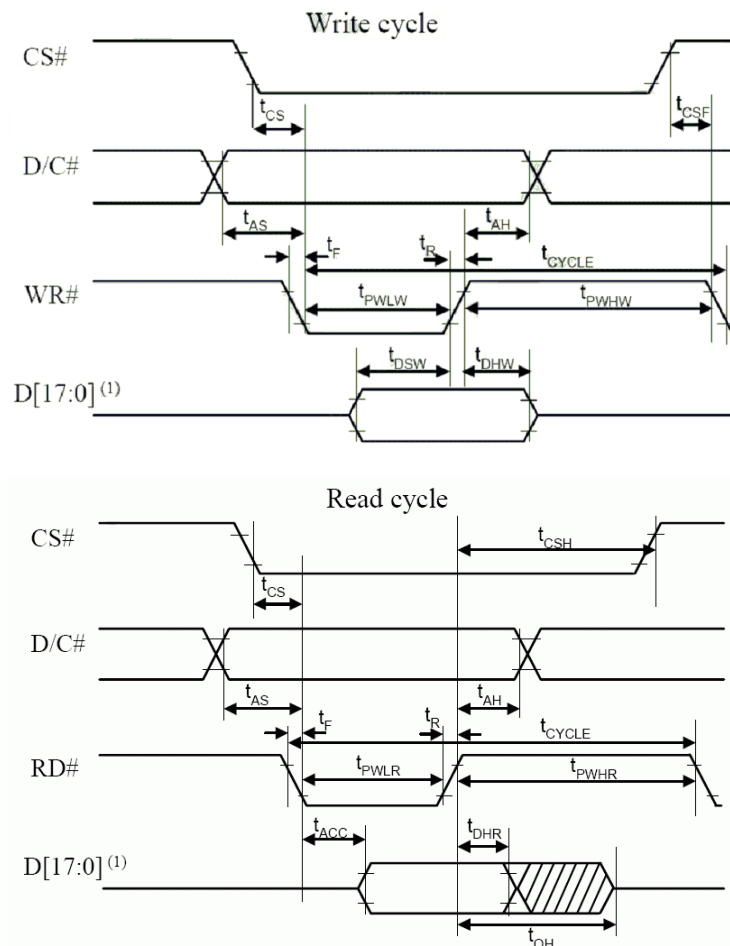 Write cycle
CS#
tCS
tCSF
D/C#
tAS
tAH
tF
tR
tCYCLE
WR#
tPWLW
tPWHW
tDSW
tDHW
D[17:0] (1)
Read cycle
CS#
tCSH
tCS
D/C#
tAS
tAH
tF
tR
tCYCLE
RD#
tPWLR
tPWHR
tACC
tDHR
D[17:0] (1)
tOH